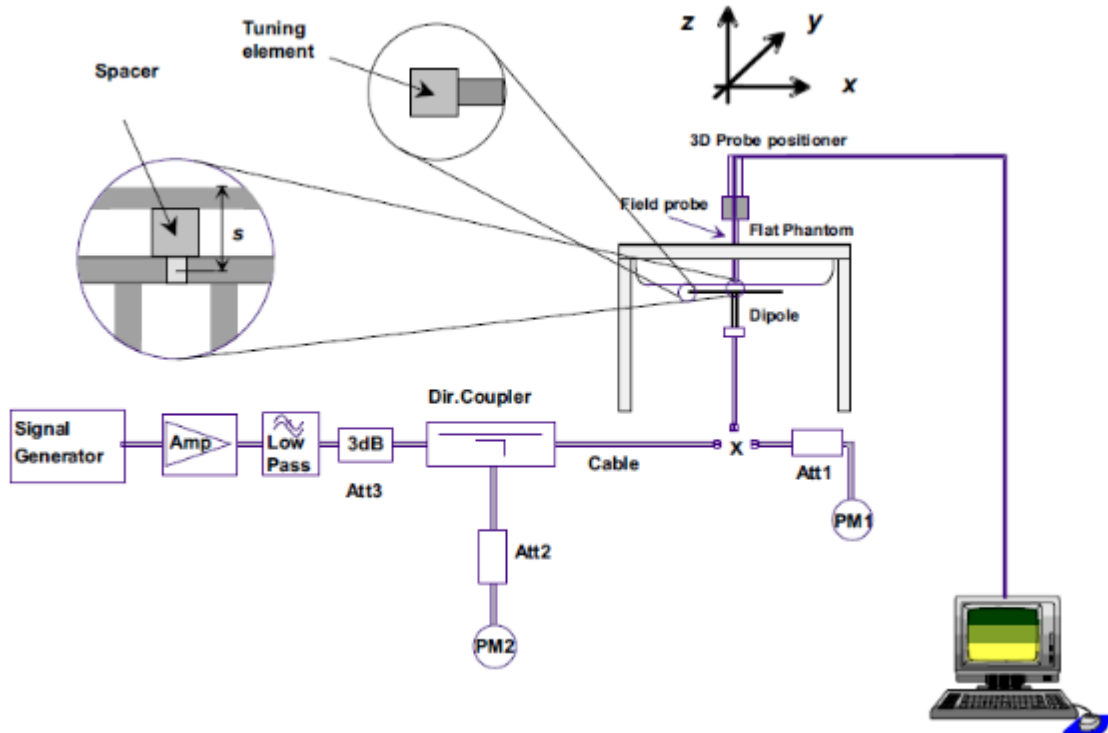 Tuning
element
z
y
x
Spacer
3D Probe positioner
s
Field probe
Flat Phantom
Dipole
Dir.Coupler
Signal
Generator
Amp
Low
Pass
3dB
Att3
Cable
X
Att1
PM1
Att2
PM2